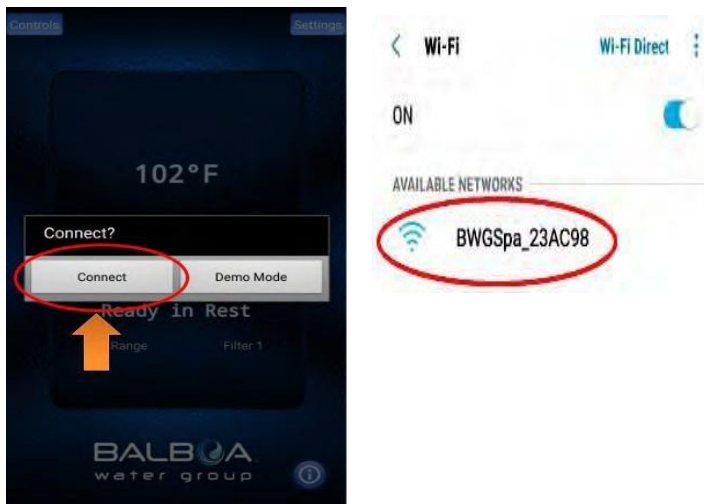 Controls
Settings
102°F
Connect?
Connect
Demo Mode
Ready in Rest
Range
Filter 1
BALBOA
water group
Wi-Fi
Wi-Fi Direct
ON
AVAILABLE NETWORKS
BWGSpa_23AC98